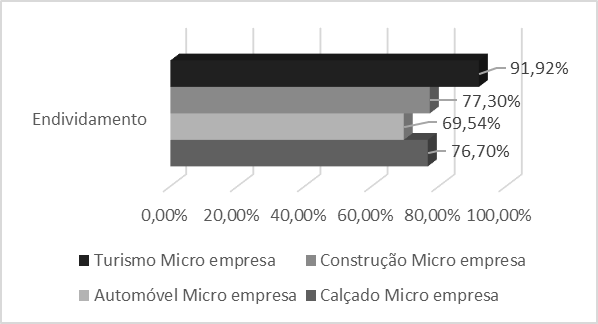 91,92%
77,30%
Endividamento
69,54%
76,70%
0,00% 20,00% 40,00% 60,00% 80,00% 100,00%
Turismo Micro empresa Construção Micro empresa
Automóvel Micro empresa Calçado Micro empresa